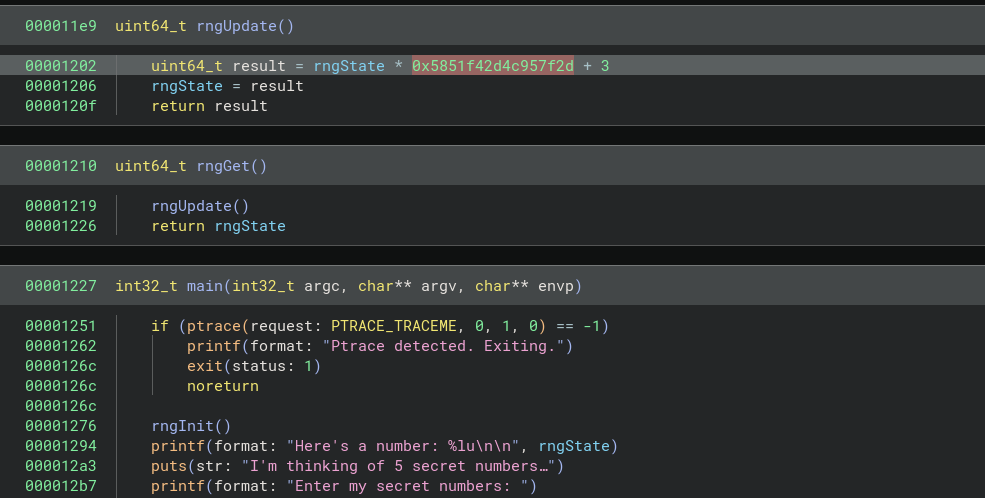 000011e9 uint64_t rngUpdate()
00001202 uint64_t result = rngState * 0x5851f42d4c957f2d + 3
00001206 rngState = result
0000120f return result
00001210 uint64_t rngGet()
00001219 rngUpdate()
00001226 return rngState
00001227 int32_t main(int32_t argc, char** argv, char** envp)
00001251 if (ptrace(request: PTRACE_TRACEME, 0, 1, 0) == -1)
00001262 printf(format: "Ptrace detected. Exiting.")
0000126c exit(status: 1)
0000126c noreturn
0000126c
00001276 rngInit()
00001294 printf(format: "Here's a number: %lu\n\n", rngState)
000012a3 puts(str: "I'm thinking of 5 secret numbers…")
000012b7 printf(format: "Enter my secret numbers: ")